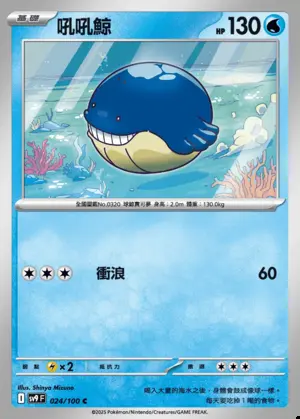 基礎 吼吼鯨 HP 130
全國圖鑑No.0320 球鯨寶可夢 身高：2.0m 體重：130.0kg
衝浪 60
弱點 ×2 抵抗力 撤退
Illus. Shinya Mizuno
I SV9 F 024/100 C
喝入大量的海水之後，身體會鼓起成像皮球一樣。
每天要吃掉1噸的食物。
©2025 Pokémon/Nintendo/Creatures/GAME FREAK.